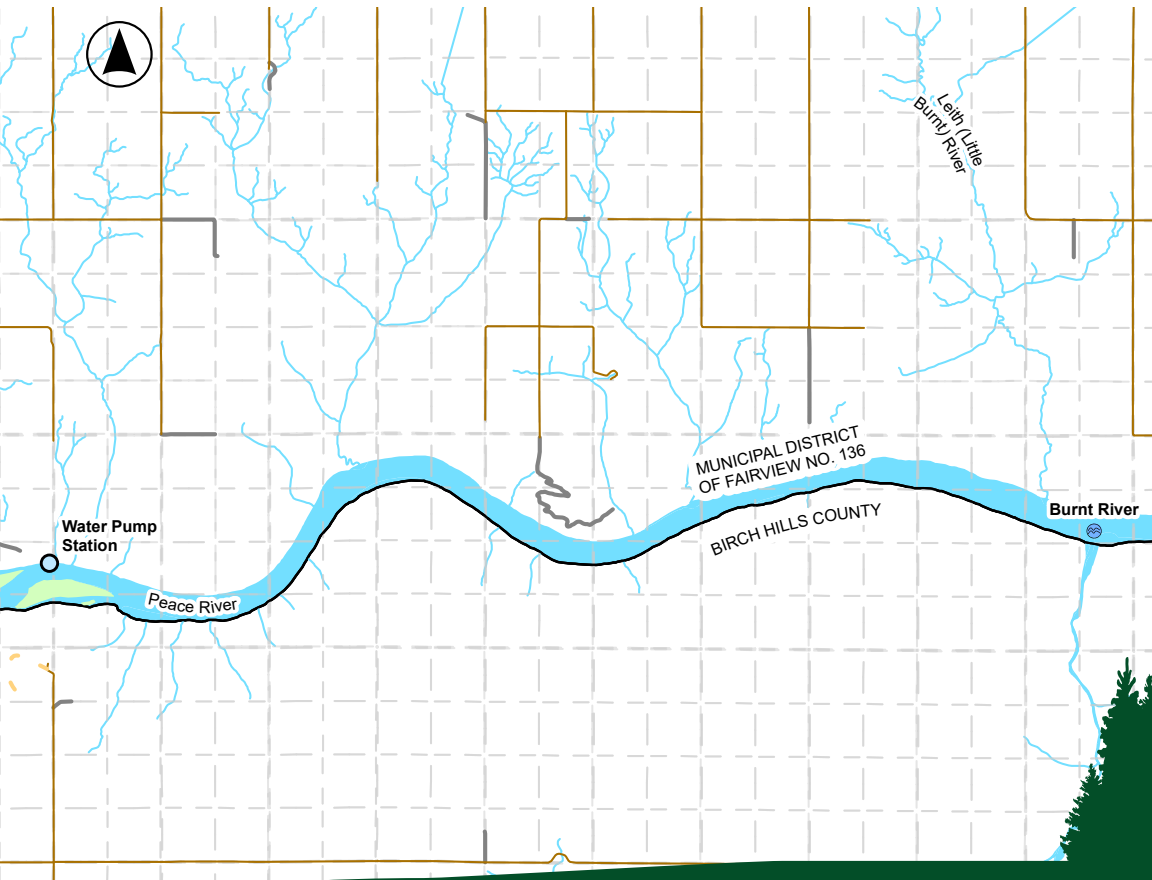 Leith (Little
Burnt) River
MUNICIPAL DISTRICT
OF FAIRVIEW NO. 136
Burnt River
BIRCH HILLS COUNTY
Water Pump
Station
Peace River